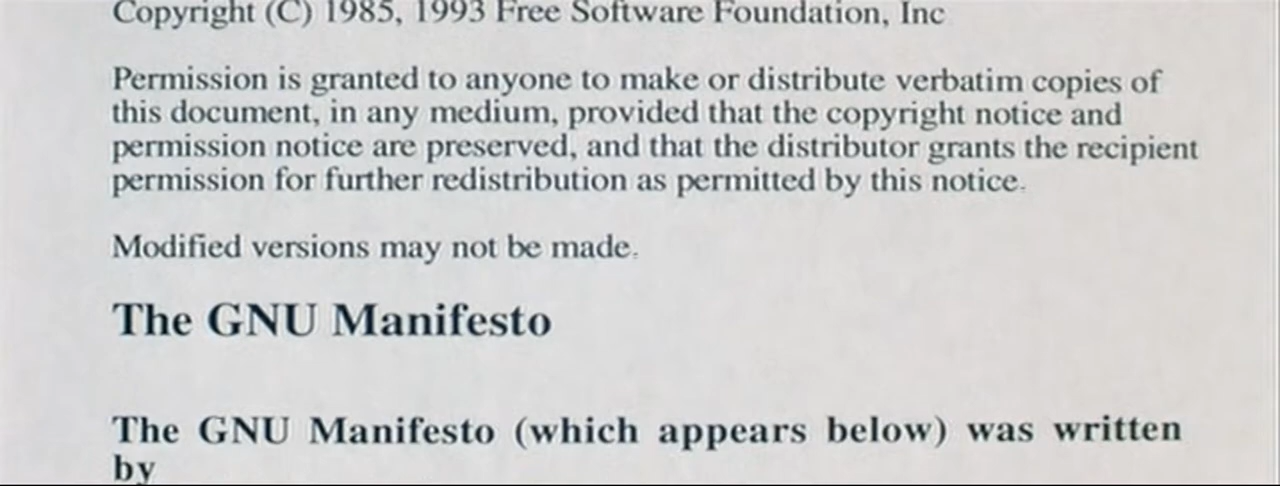 Copyright (C) 1985, 1993 Free Software Foundation, Inc
Permission is granted to anyone to make or distribute verbatim copies of
this document, in any medium, provided that the copyright notice and
permission notice are preserved, and that the distributor grants the recipient
permission for further redistribution as permitted by this notice.
Modified versions may not be made.
The GNU Manifesto
The GNU Manifesto (which appears below) was written
by